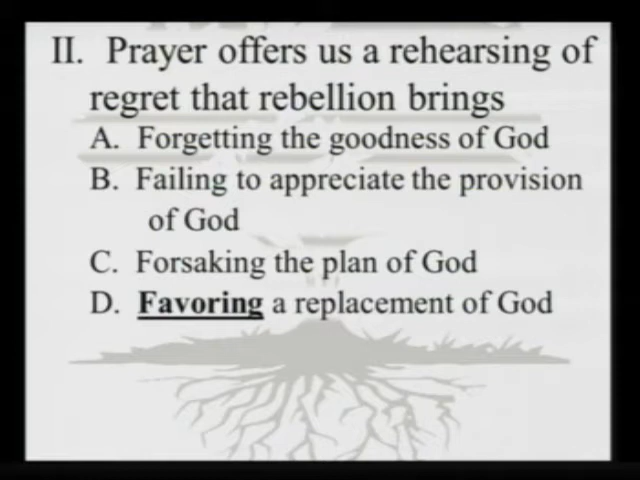 II. Prayer offers us a rehearsing of
regret that rebellion brings
A. Forgetting the goodness of God
B. Failing to appreciate the provision
of God
C. Forsaking the plan of God
D. Favoring a replacement of God